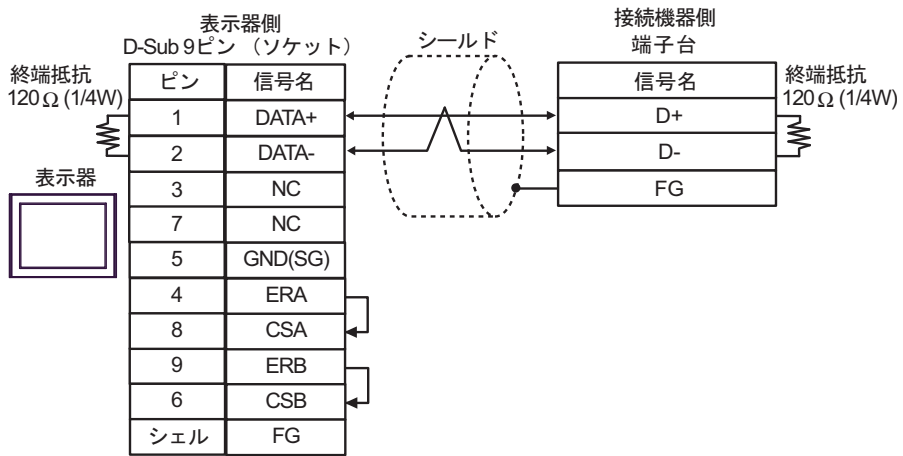 表示器側
D-Sub 9ピン （ソケット）
シールド
接続機器側
端子台
終端抵抗
120Ω (1/4W)
ピン 信号名
1 DATA+
2 DATA-
3 NC
7 NC
5 GND(SG)
4 ERA
8 CSA
9 ERB
6 CSB
シェル FG
表示器
信号名
D+
D-
FG
終端抵抗
120Ω (1/4W)